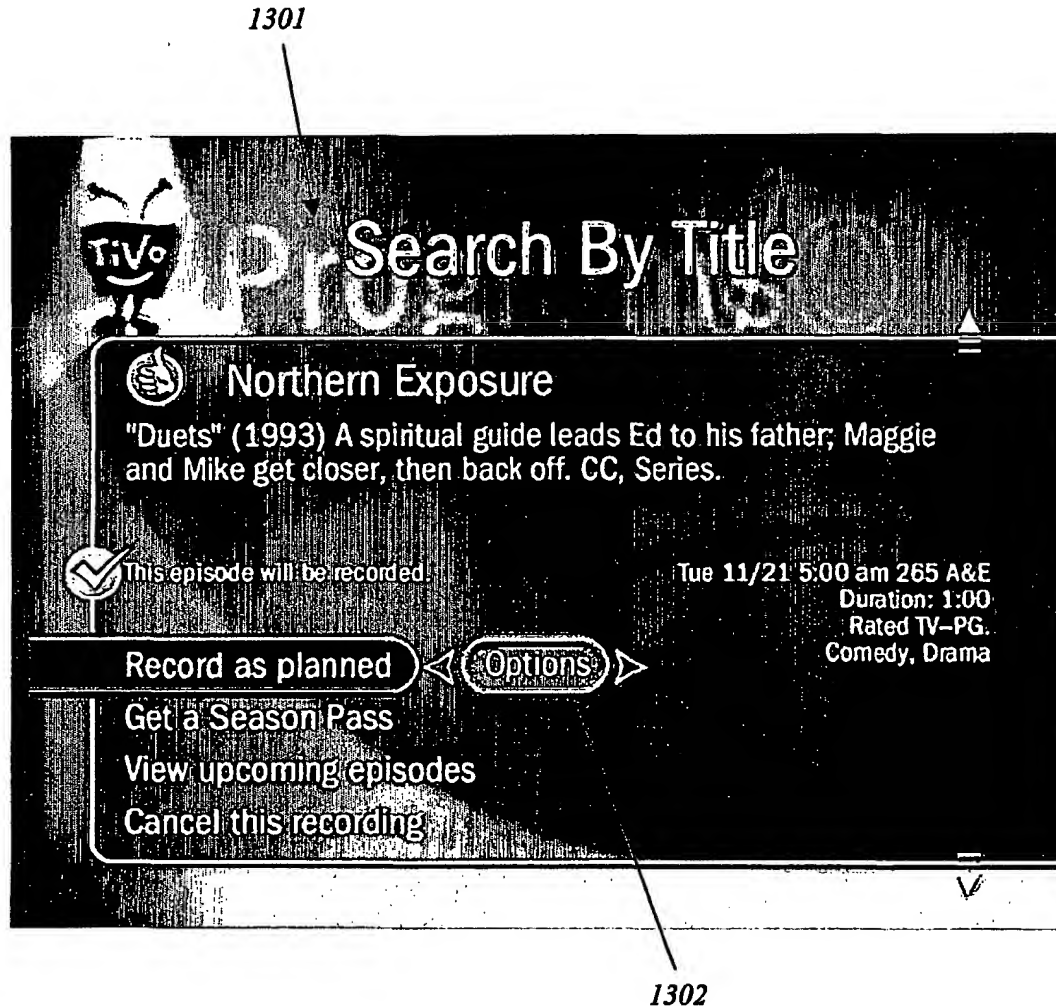 1301
TiVo
Search By Title
Northern Exposure
"Duets" (1993) A spiritual guide leads Ed to his father; Maggie
and Mike get closer, then back off. CC, Series.
This episode will be recorded.
Tue 11/21 5:00 am 265 A&E
Duration: 1:00
Rated TV–PG.
Comedy, Drama
Record as planned
Options
Get a Season Pass
View upcoming episodes
Cancel this recording
1302